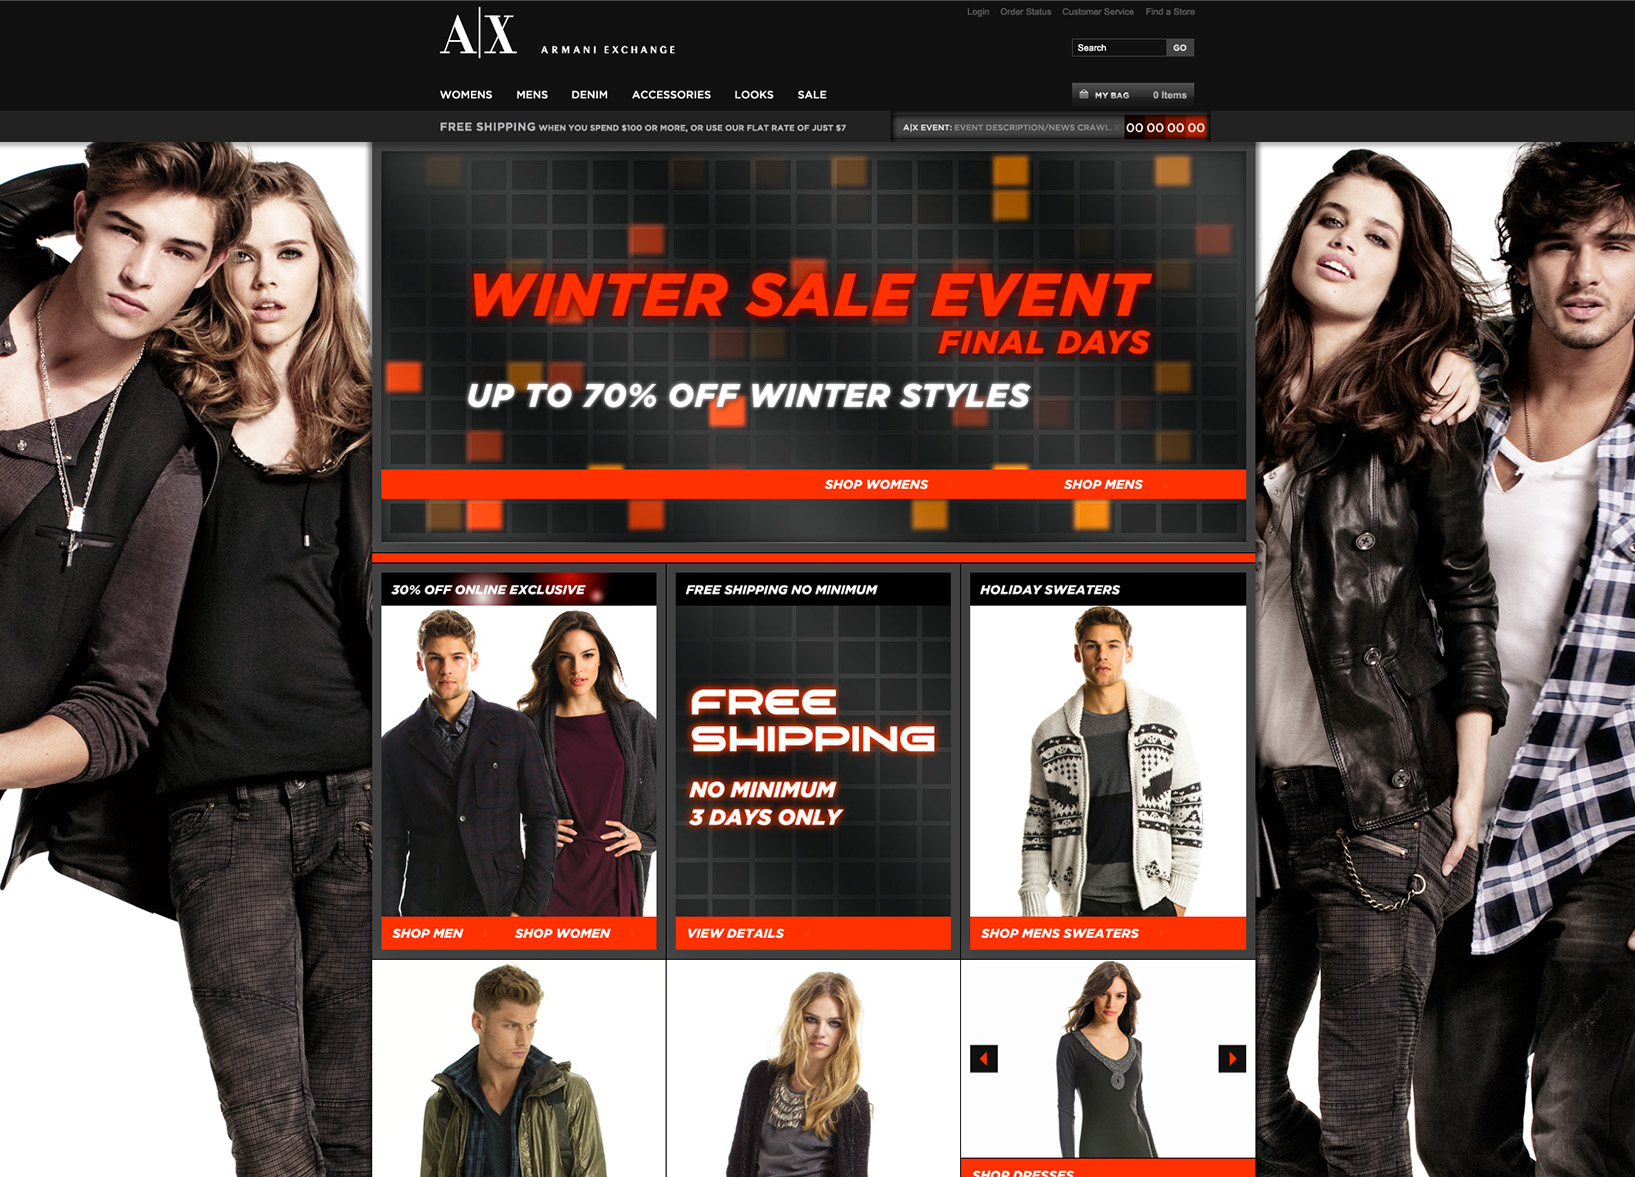 Login Order Status Customer Service Find a Store
A|X ARMANI EXCHANGE
Search GO
WOMENS MENS DENIM ACCESSORIES LOOKS SALE
MY BAG 0 Items
FREE SHIPPING WHEN YOU SPEND $100 OR MORE, OR USE OUR FLAT RATE OF JUST $7
A|X EVENT: EVENT DESCRIPTION/NEWS CRAWL. E 00 00 00 00
WINTER SALE EVENT
FINAL DAYS
UP TO 70% OFF WINTER STYLES
SHOP WOMENS SHOP MENS
30% OFF ONLINE EXCLUSIVE
SHOP MEN SHOP WOMEN
FREE SHIPPING NO MINIMUM
FREE
SHIPPING
NO MINIMUM
3 DAYS ONLY
VIEW DETAILS
HOLIDAY SWEATERS
SHOP MENS SWEATERS
SHOP DRESSES